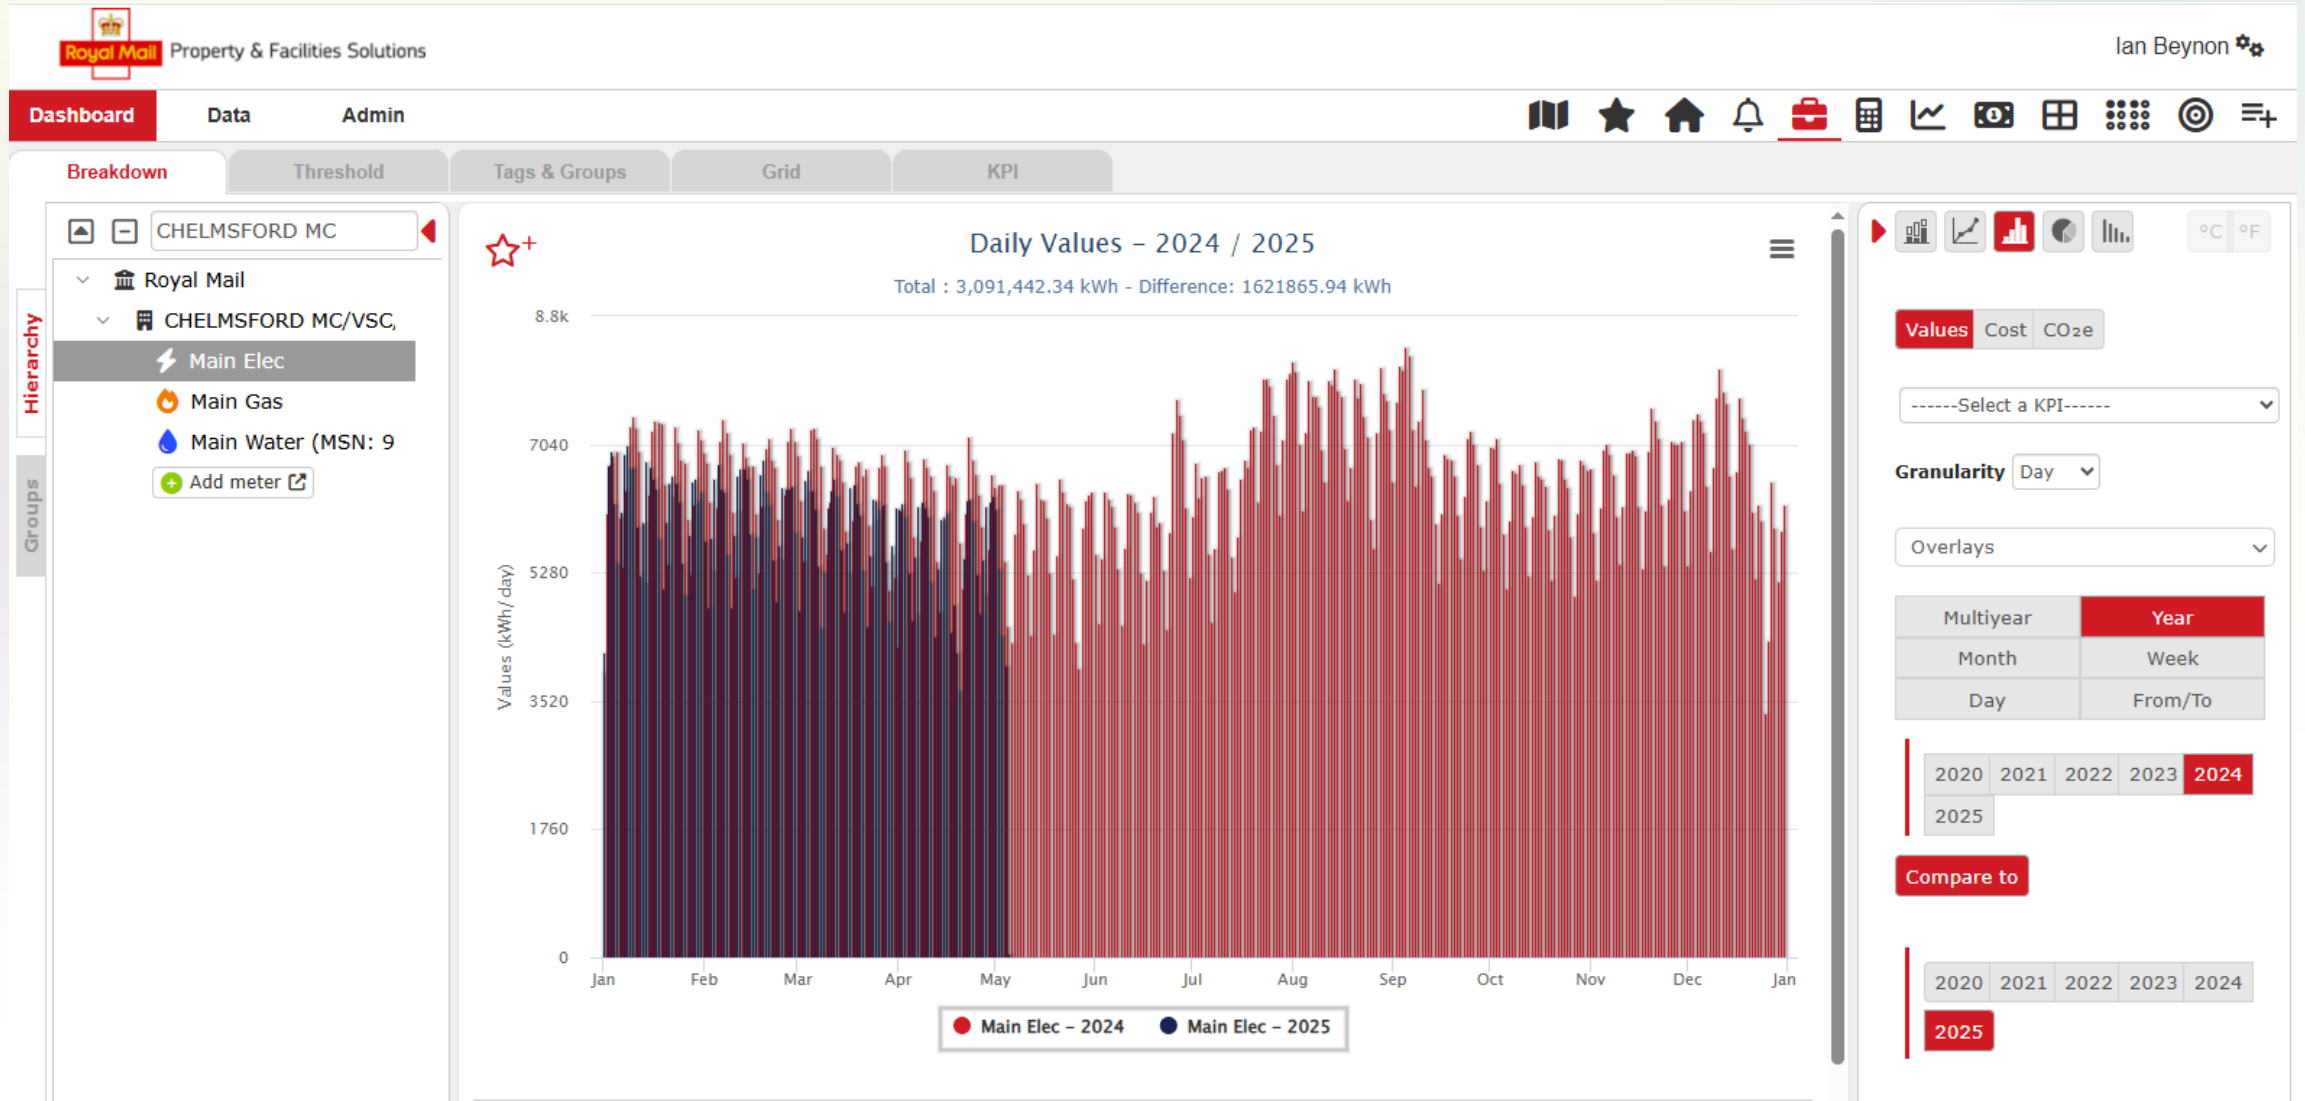 Royal Mail Property & Facilities Solutions
Ian Beynon
Dashboard Data Admin
Breakdown Threshold Tags & Groups Grid KPI
Hierarchy
Groups
CHELMSFORD MC
Royal Mail
CHELMSFORD MC/VSC,
Main Elec
Main Gas
Main Water (MSN: 9
Add meter
Daily Values – 2024 / 2025
Total : 3,091,442.34 kWh - Difference: 1621865.94 kWh
Values (kWh/day)
8.8k
7040
5280
3520
1760
0
Jan Feb Mar Apr May Jun Jul Aug Sep Oct Nov Dec Jan
Main Elec – 2024 Main Elec – 2025
°C °F
Values Cost CO₂e
------Select a KPI------
Granularity Day
Overlays
Multiyear Year
Month Week
Day From/To
2020 2021 2022 2023 2024
2025
Compare to
2020 2021 2022 2023 2024
2025